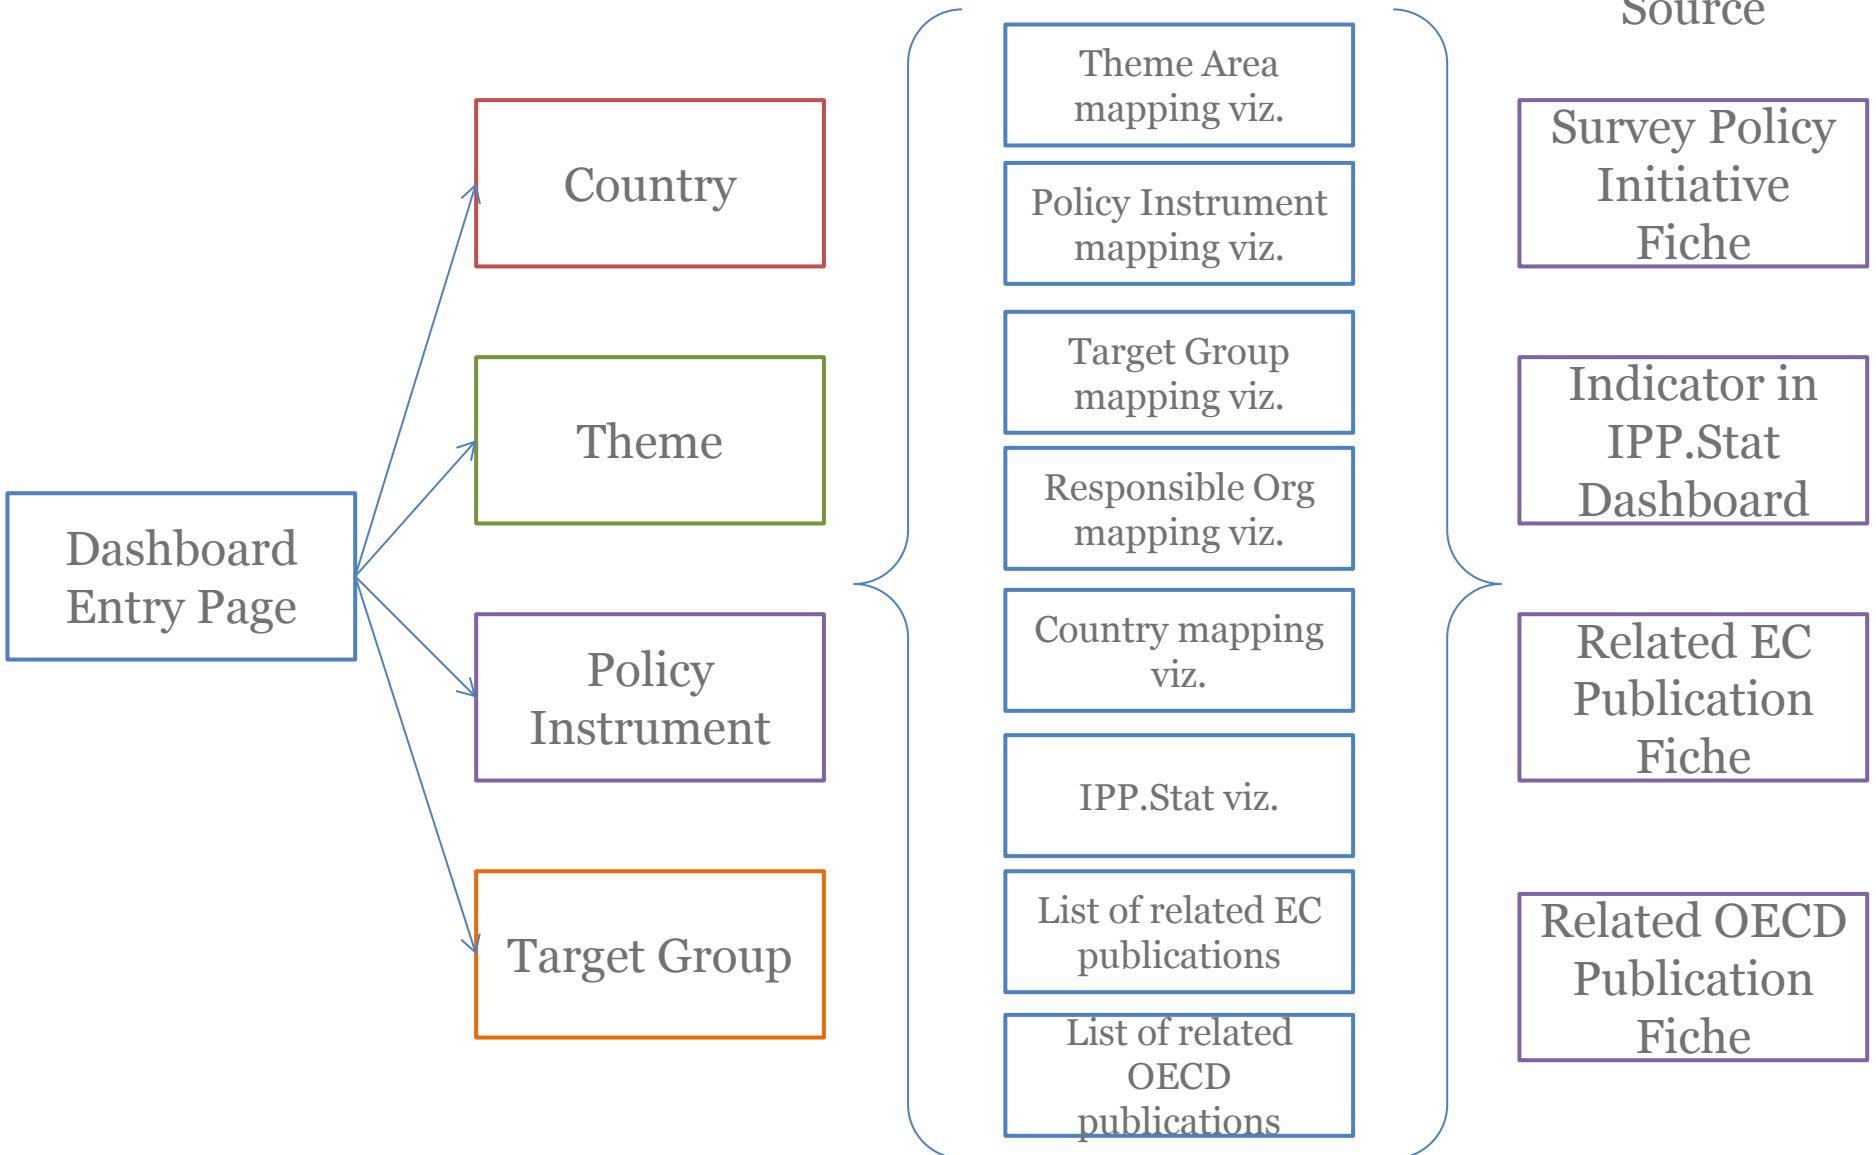 Source
Dashboard
Entry Page
Country
Theme
Policy
Instrument
Target Group
Theme Area
mapping viz.
Policy Instrument
mapping viz.
Target Group
mapping viz.
Responsible Org
mapping viz.
Country mapping
viz.
IPP.Stat viz.
List of related EC
publications
List of related
OECD
publications
Survey Policy
Initiative
Fiche
Indicator in
IPP.Stat
Dashboard
Related EC
Publication
Fiche
Related OECD
Publication
Fiche